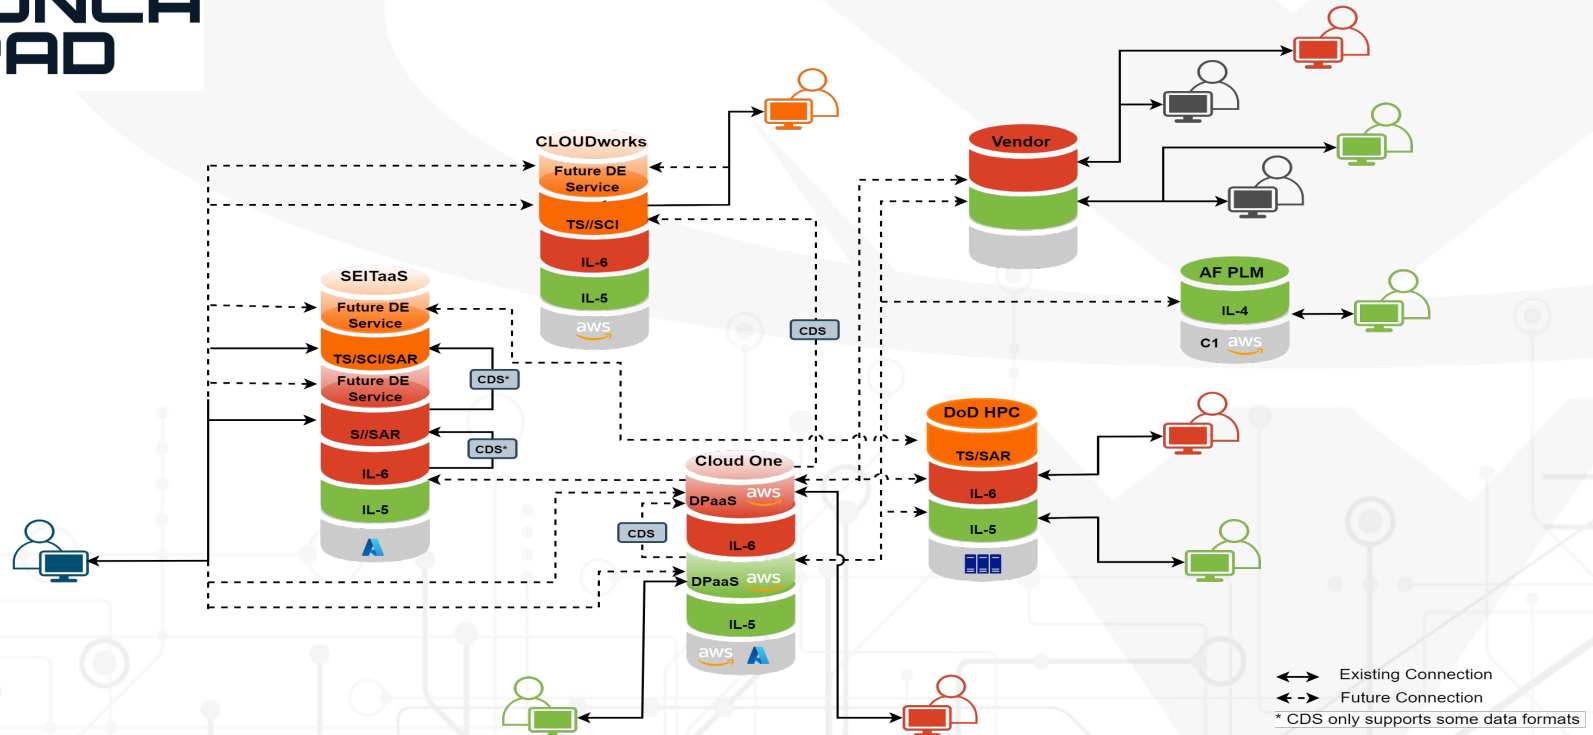 PAD
CLOUDworks
Future DE
Service
TS//SCI
IL-6
IL-5
aws
SEITaaS
Future DE
Service
TS/SCI/SAR
Future DE
Service
S//SAR
IL-6
IL-5
CDS*
CDS*
CDS
CDS
Cloud One
DPaaS aws
IL-6
DPaaS aws
IL-5
aws
Vendor
AF PLM
IL-4
C1 aws
DoD HPC
TS/SAR
IL-6
IL-5
Existing Connection
Future Connection
* CDS only supports some data formats